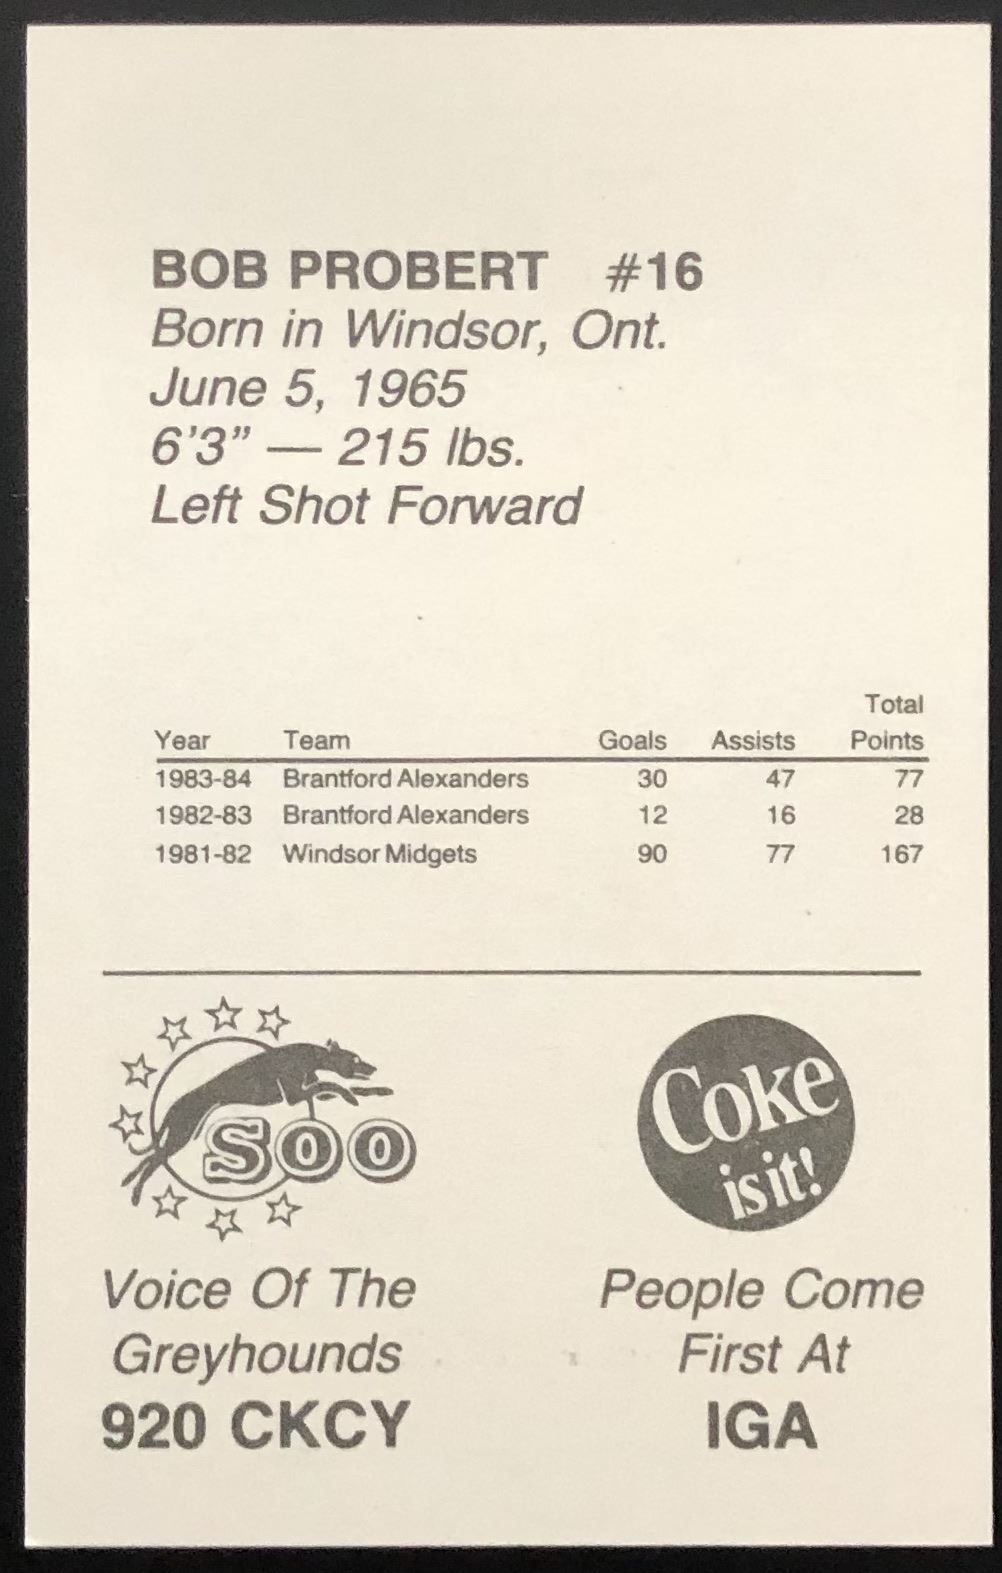 BOB PROBERT #16
Born in Windsor, Ont.
June 5, 1965
6'3" — 215 lbs.
Left Shot Forward
Total
Year Team Goals Assists Points
1983-84 Brantford Alexanders 30 47 77
1982-83 Brantford Alexanders 12 16 28
1981-82 Windsor Midgets 90 77 167
Soo
Coke
is it!
Voice Of The
Greyhounds
920 CKCY
People Come
First At
IGA